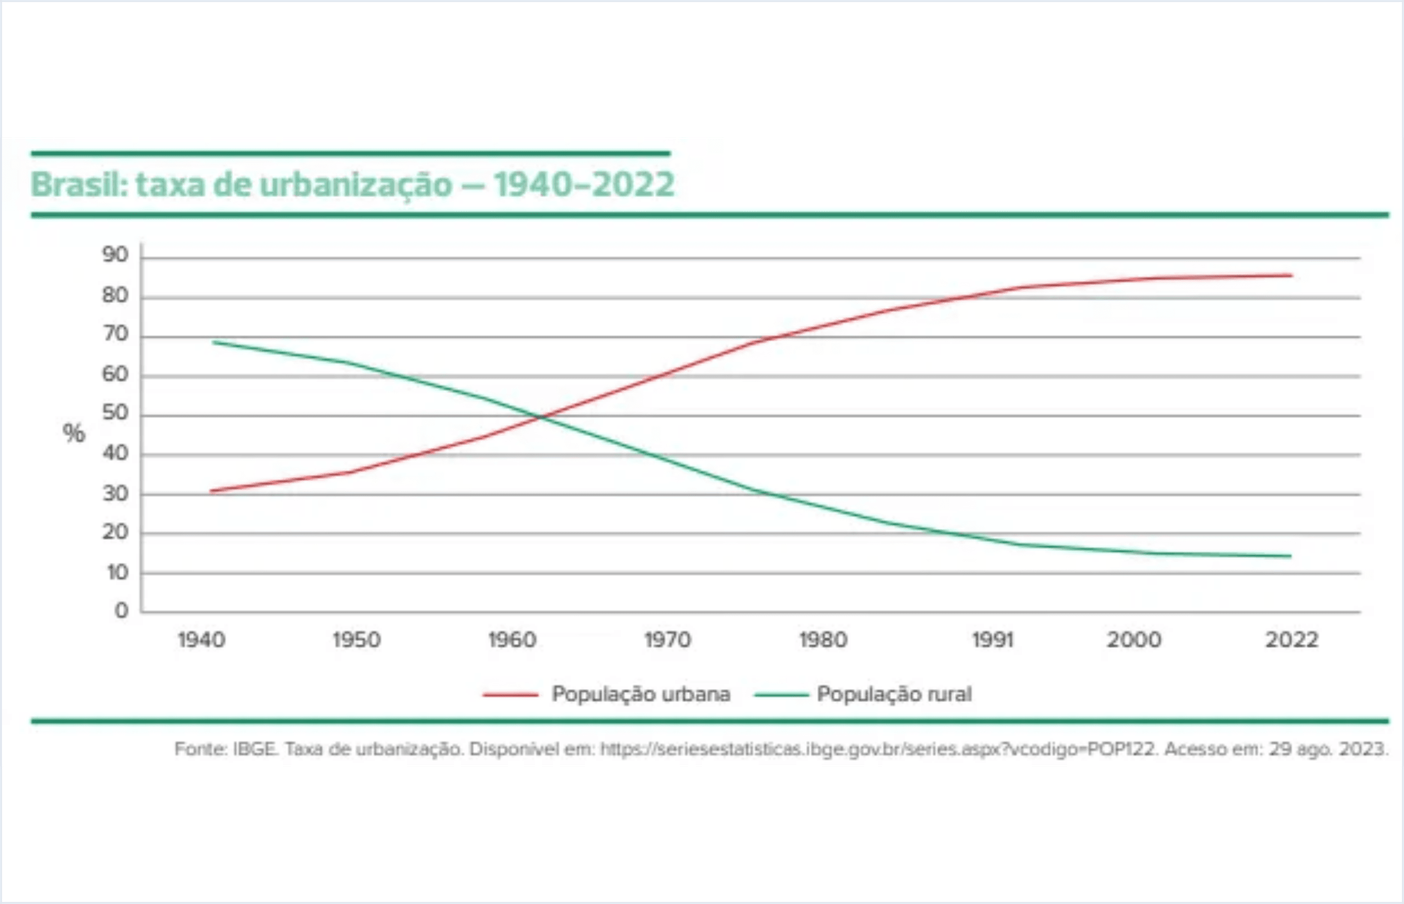 Brasil: taxa de urbanização — 1940–2022
90
80
70
60
50
%
40
30
20
10
0
1940 1950 1960 1970 1980 1991 2000 2022
População urbana População rural
Fonte: IBGE. Taxa de urbanização. Disponível em: https://seriesestatisticas.ibge.gov.br/series.aspx?vcodigo=POP122. Acesso em: 29 ago. 2023.